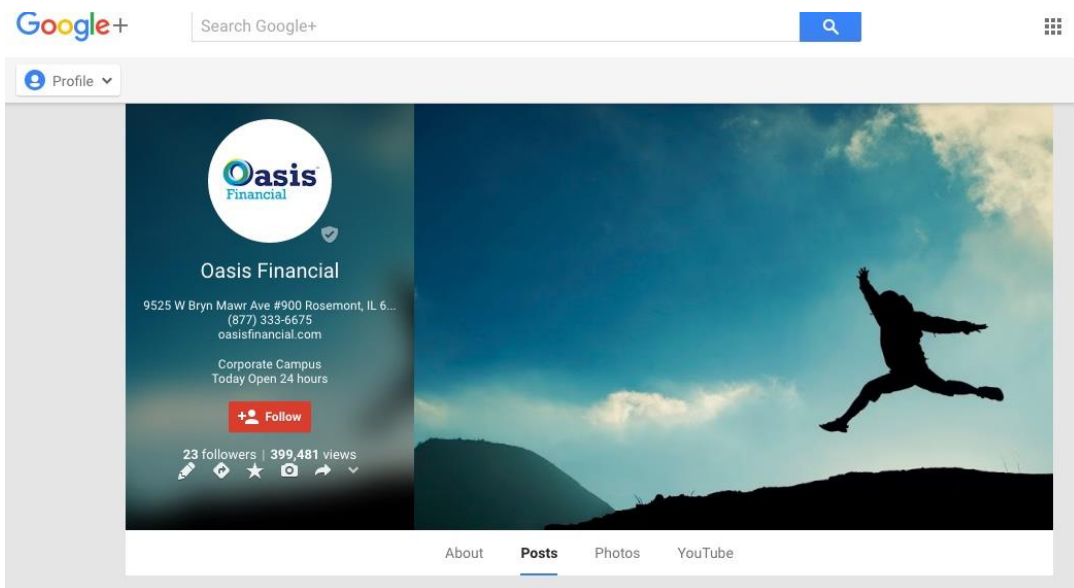 Google+
Search Google+
Profile
Oasis
Financial
Oasis Financial
9525 W Bryn Mawr Ave #900 Rosemont, IL 6...
(877) 333-6675
oasisfinancial.com
Corporate Campus
Today Open 24 hours
Follow
23 followers | 399,481 views
About Posts Photos YouTube